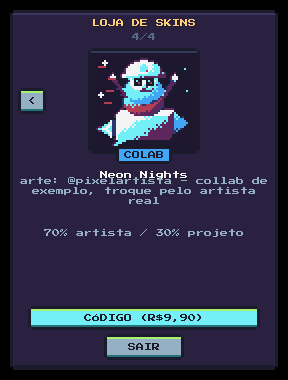 LOJA DE SKINS
4/4
<
COLAB
Neon Nights
arte: @pixelartista - collab de
exemplo, troque pelo artista
real
70% artista / 30% projeto
CóDIGO (R$9,90)
SAIR